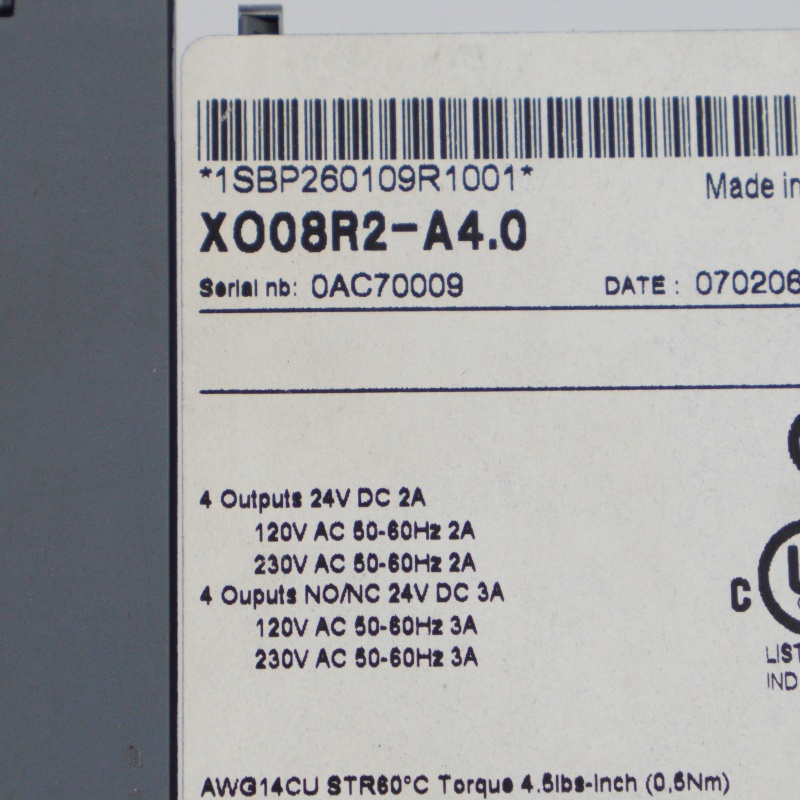 *1SBP260109R1001*
Made in
XO08R2-A4.0
Serial nb: 0AC70009 DATE: 070206
4 Outputs 24V DC 2A
120V AC 50-60Hz 2A
230V AC 50-60Hz 2A
4 Ouputs NO/NC 24V DC 3A
120V AC 50-60Hz 3A
230V AC 50-60Hz 3A
C U
LIST
IND
AWG14CU STR60°C Torque 4.5lbs-Inch (0,5Nm)